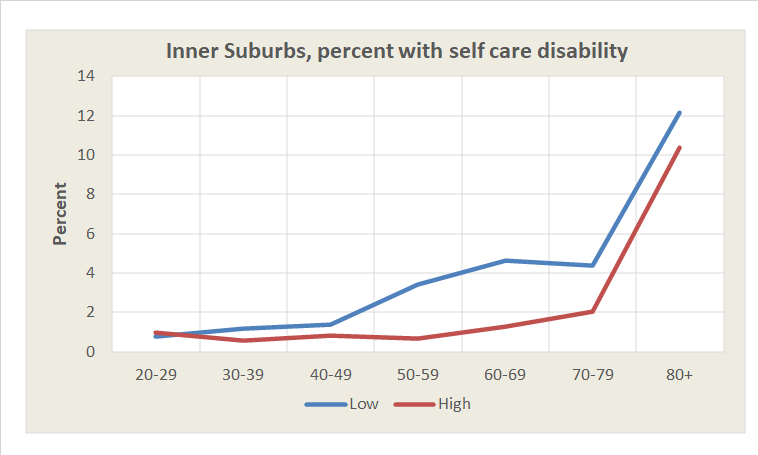 Inner Suburbs, percent with self care disability
14
12
10
8
6
4
2
0
Percent
20-29 30-39 40-49 50-59 60-69 70-79 80+
Low High